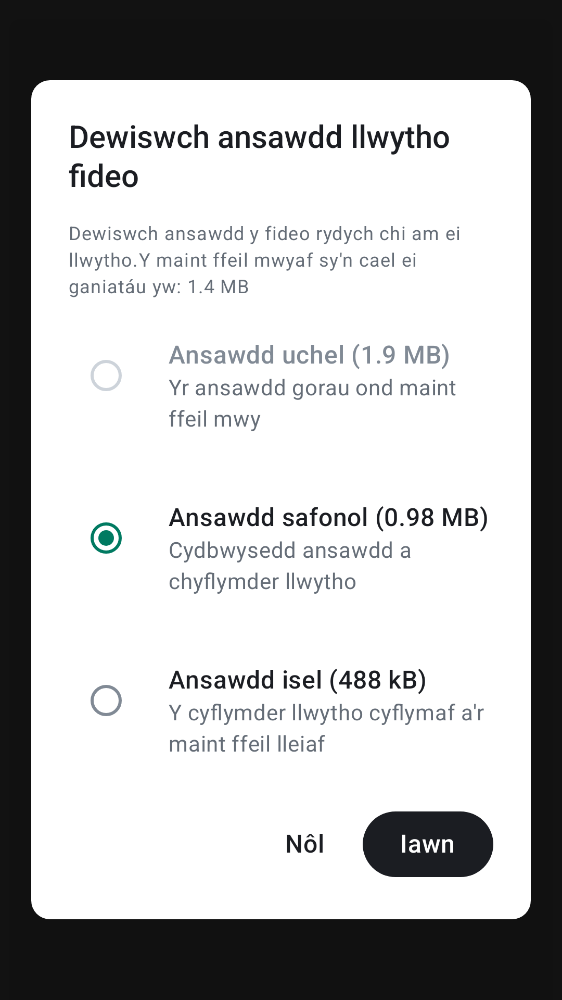 Dewiswch ansawdd llwytho
fideo
Dewiswch ansawdd y fideo rydych chi am ei
llwytho.Y maint ffeil mwyaf sy'n cael ei
ganiatáu yw: 1.4 MB
Ansawdd uchel (1.9 MB)
Yr ansawdd gorau ond maint
ffeil mwy
Ansawdd safonol (0.98 MB)
Cydbwysedd ansawdd a
chyflymder llwytho
Ansawdd isel (488 kB)
Y cyflymder llwytho cyflymaf a'r
maint ffeil lleiaf
Nôl
Iawn